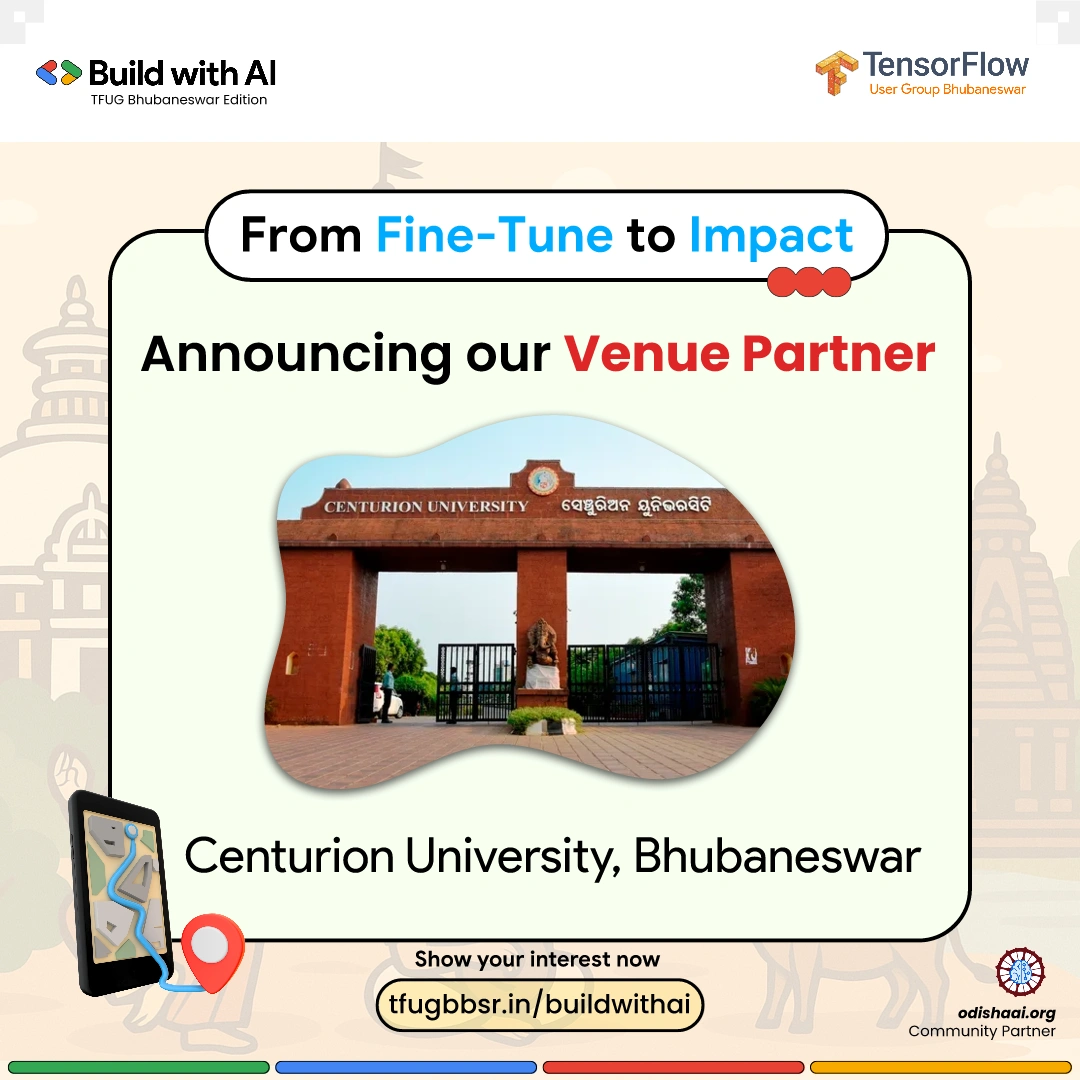 Build with AI
TFUG Bhubaneswar Edition
TensorFlow
User Group Bhubaneswar
From Fine-Tune to Impact
Announcing our Venue Partner
CENTURION UNIVERSITY ସେଞ୍ଚୁରିଅନ ୟୁନିଭରସିଟି
Centurion University, Bhubaneswar
Show your interest now
tfugbbsr.in/buildwithai
odishaai.org
Community Partner